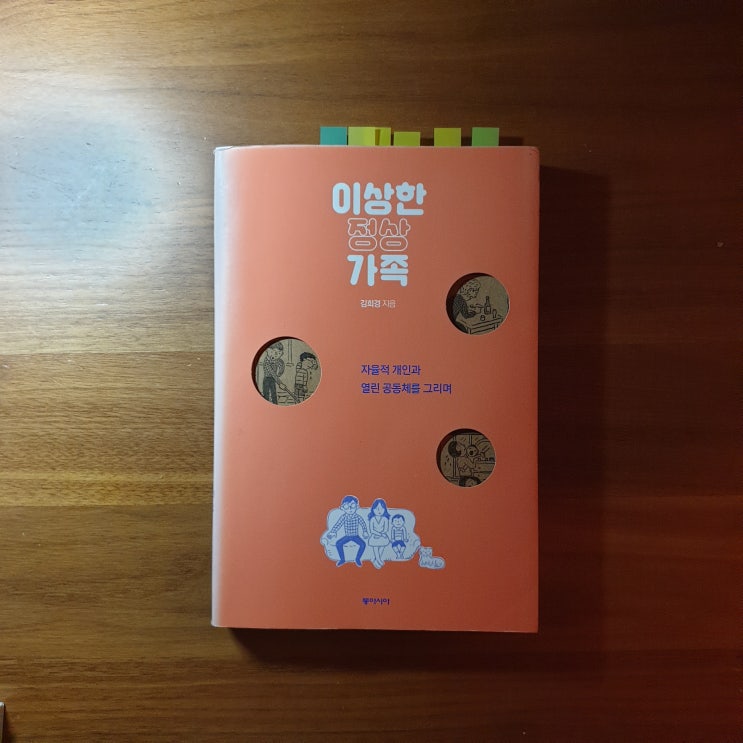 이상한
정상
가족
김희경 지음
자율적 개인과
열린 공동체를 그리며
동아시아